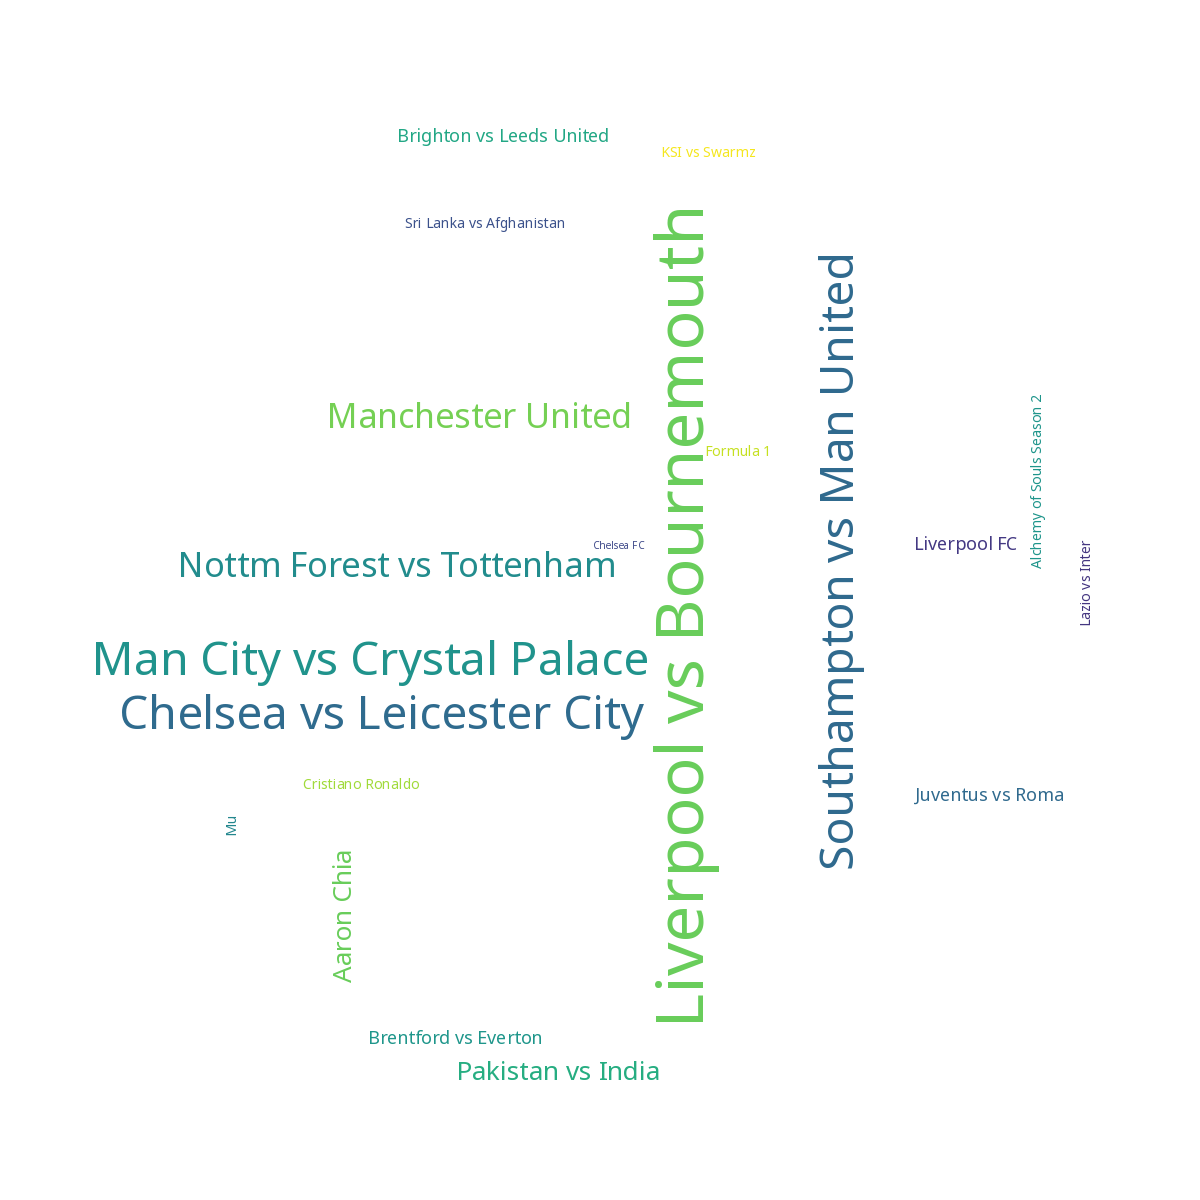 Brighton vs Leeds United
KSI vs Swarmz
Sri Lanka vs Afghanistan
Liverpool vs Bournemouth
Southampton vs Man United
Manchester United
Formula 1
Alchemy of Souls Season 2
Chelsea FC
Liverpool FC
Lazio vs Inter
Nottm Forest vs Tottenham
Man City vs Crystal Palace
Chelsea vs Leicester City
Cristiano Ronaldo
Juventus vs Roma
Mu
Aaron Chia
Brentford vs Everton
Pakistan vs India